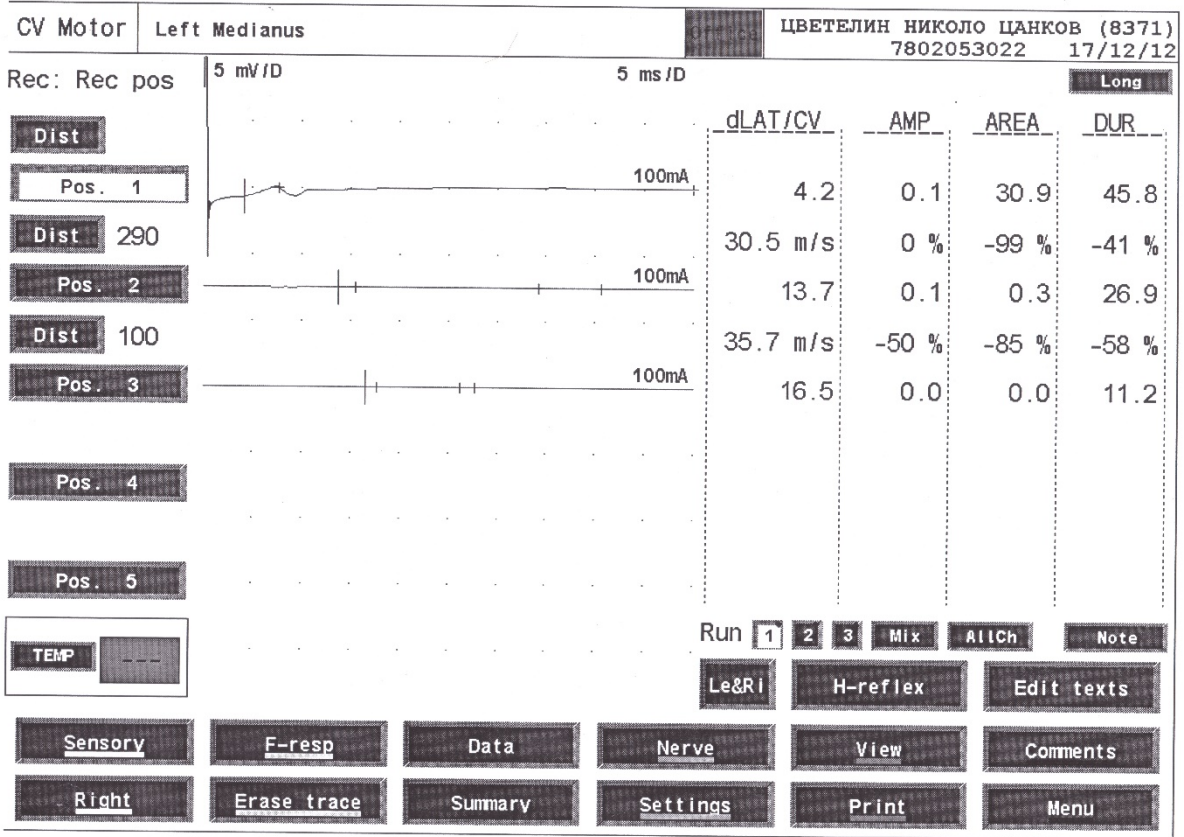 CV Motor
Left Medianus
Office
ЦВЕТЕЛИН НИКОЛО ЦАНКОВ (8371)
7802053022 17/12/12
Rec: Rec pos
5 mV/D
5 ms/D
Long
dLAT/CV AMP AREA DUR
Dist
Pos. 1
100mA
4.2 0.1 30.9 45.8
Dist 290
30.5 m/s 0 % -99 % -41 %
Pos. 2
100mA
13.7 0.1 0.3 26.9
Dist 100
35.7 m/s -50 % -85 % -58 %
Pos. 3
100mA
16.5 0.0 0.0 11.2
Pos. 4
Pos. 5
Run 1 2 3 Mix AllCh Note
TEMP ---
Le&Ri H-reflex Edit texts
Sensory F-resp Data Nerve View Comments
Right Erase trace Summary Settings Print Menu